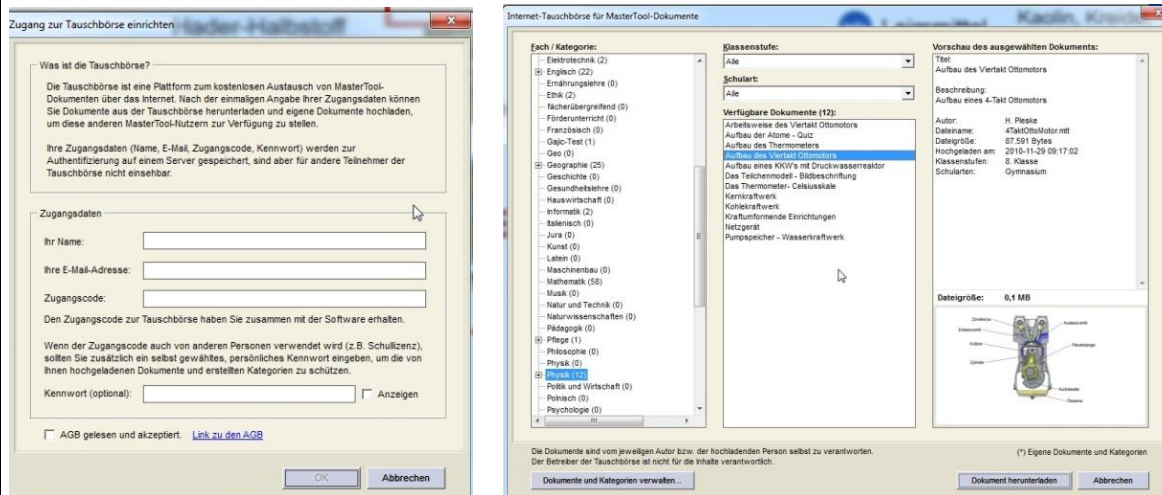 Zugang zur Tauschbörse einrichten
Was ist die Tauschbörse?
Die Tauschbörse ist eine Plattform zum kostenlosen Austausch von MasterTool-
Dokumenten über das Internet. Nach der einmaligen Angabe Ihrer Zugangsdaten können
Sie Dokumente aus der Tauschbörse herunterladen und eigene Dokumente hochladen,
um diese anderen MasterTool-Nutzern zur Verfügung zu stellen.
Ihre Zugangsdaten (Name, E-Mail, Zugangscode, Kennwort) werden zur
Authentifizierung auf einem Server gespeichert, sind aber für andere Teilnehmer der
Tauschbörse nicht einsehbar.
Zugangsdaten
Ihr Name:
Ihre E-Mail-Adresse:
Zugangscode:
Den Zugangscode zur Tauschbörse haben Sie zusammen mit der Software erhalten.
Wenn der Zugangscode auch von anderen Personen verwendet wird (z.B. Schullizenz),
sollten Sie zusätzlich ein selbst gewähltes, persönliches Kennwort eingeben, um die von
Ihnen hochgeladenen Dokumente und erstellten Kategorien zu schützen.
Kennwort (optional):
Anzeigen
AGB gelesen und akzeptiert. Link zu den AGB
OK
Abbrechen
Hader-Halbstoff
Internet-Tauschbörse für MasterTool-Dokumente
Leimmittel
Kaolin, Kreide
Fach / Kategorie:
Elektrotechnik (2)
Englisch (22)
Ernährungslehre (0)
Ethik (2)
fächerübergreifend (0)
Förderunterricht (0)
Französisch (0)
Gajic-Test (1)
Geo (0)
Geographie (25)
Geschichte (0)
Gesundheitslehre (0)
Hauswirtschaft (0)
Informatik (2)
Italienisch (0)
Jura (0)
Kunst (0)
Latein (0)
Maschinenbau (0)
Mathematik (58)
Musik (0)
Natur und Technik (0)
Naturwissenschaften (0)
Pädagogik (0)
Pflege (1)
Philosophie (0)
Physik (0)
Physik (12)
Politik und Wirtschaft (0)
Polnisch (0)
Psychologie (0)
Klassenstufe:
Alle
Schulart:
Alle
Verfügbare Dokumente (12):
Arbeitsweise des Viertakt Ottomotors
Aufbau der Atome - Quiz
Aufbau des Thermometers
Aufbau des Viertakt Ottomotors
Aufbau eines KKW's mit Druckwasserreaktor
Das Teilchenmodell - Bildbeschriftung
Das Thermometer- Celsiusskale
Kernkraftwerk
Kohlekraftwerk
Kraftumformende Einrichtungen
Netzgerät
Pumpspeicher - Wasserkraftwerk
Vorschau des ausgewählten Dokuments:
Titel:
Aufbau des Viertakt Ottomotors
Beschreibung:
Aufbau eines 4-Takt Ottomotors
Autor: H. Pleske
Dateiname: 4TaktOttoMotor.mtt
Dateigröße: 87.591 Bytes
Hochgeladen am: 2010-11-29 09:17:02
Klassenstufen: 8. Klasse
Schularten: Gymnasium
Dateigröße: 0,1 MB
Zündkerze
Einlassventil
Auslassventil
Kolben
Pleuelstange
Zylinder
Kurbelwelle
Ölwanne
Die Dokumente sind vom jeweiligen Autor bzw. der hochladenden Person selbst zu verantworten.
Der Betreiber der Tauschbörse ist nicht für die Inhalte verantwortlich.
(*) Eigene Dokumente und Kategorien
Dokumente und Kategorien verwalten...
Dokument herunterladen
Abbrechen